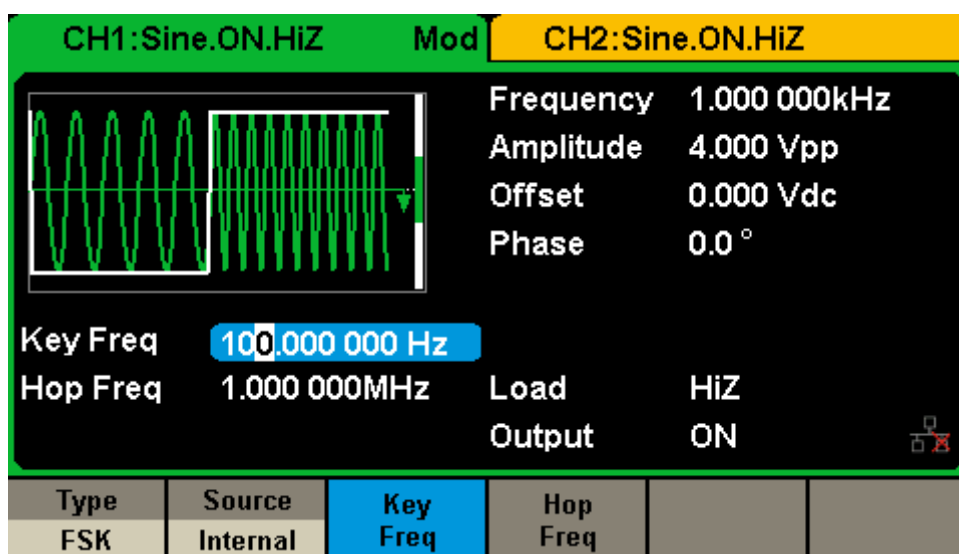 CH1:Sine.ON.HiZ Mod CH2:Sine.ON.HiZ
Frequency 1.000 000kHz
Amplitude 4.000 Vpp
Offset 0.000 Vdc
Phase 0.0 °
Key Freq 100.000 000 Hz
Hop Freq 1.000 000MHz Load HiZ
Output ON
Type Source Key Freq Hop Freq
FSK Internal